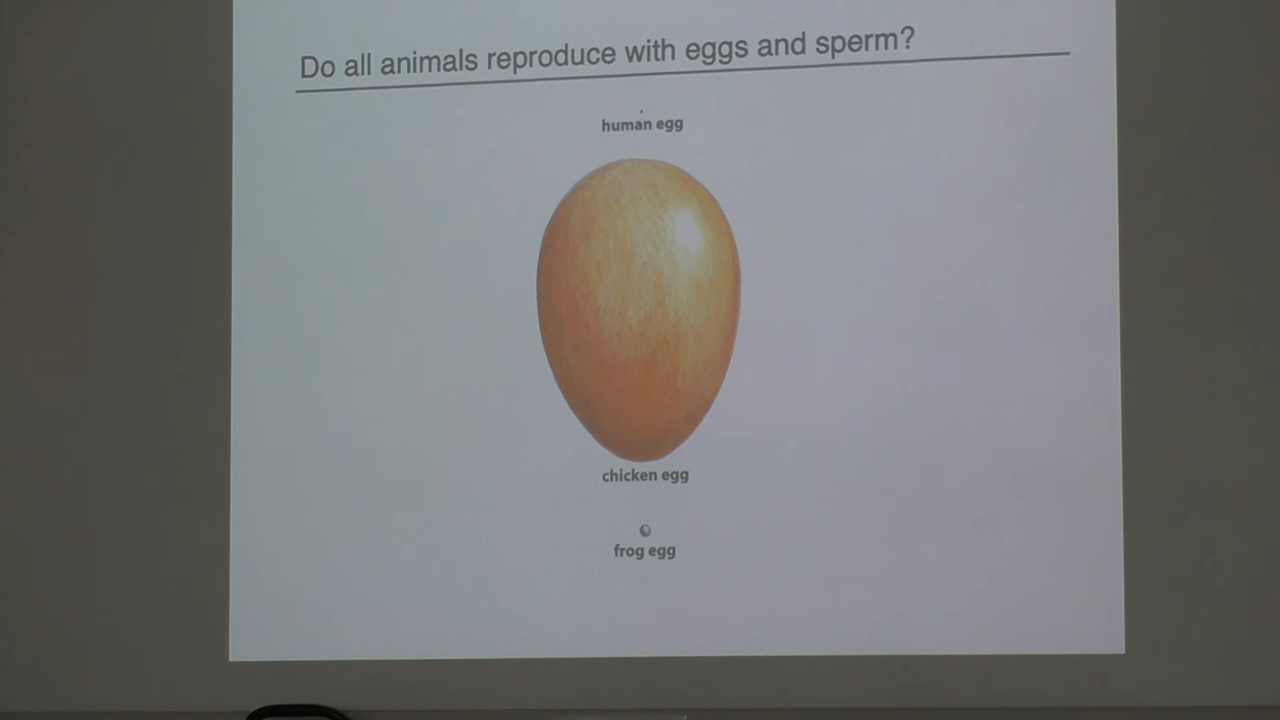 Do all animals reproduce with eggs and sperm?
human egg
chicken egg
frog egg